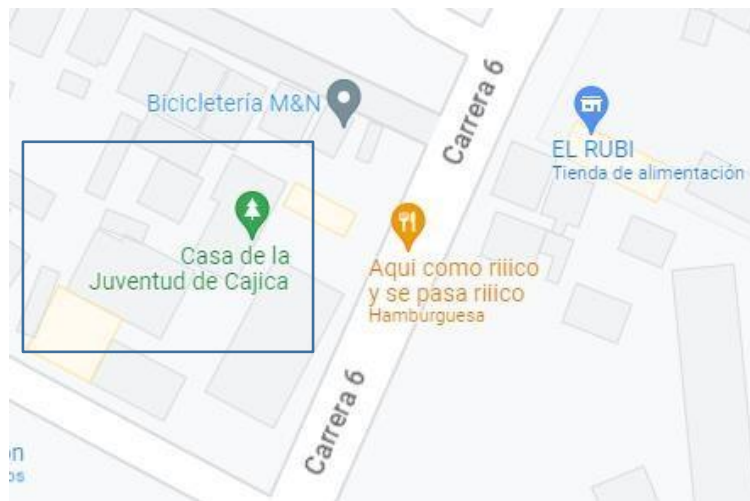 Carrera 6
Bicicletería M&N
EL RUBI
Tienda de alimentación
Casa de la
Juventud de Cajica
Aqui como riiico
y se pasa riiico
Hamburguesa
Carrera 6